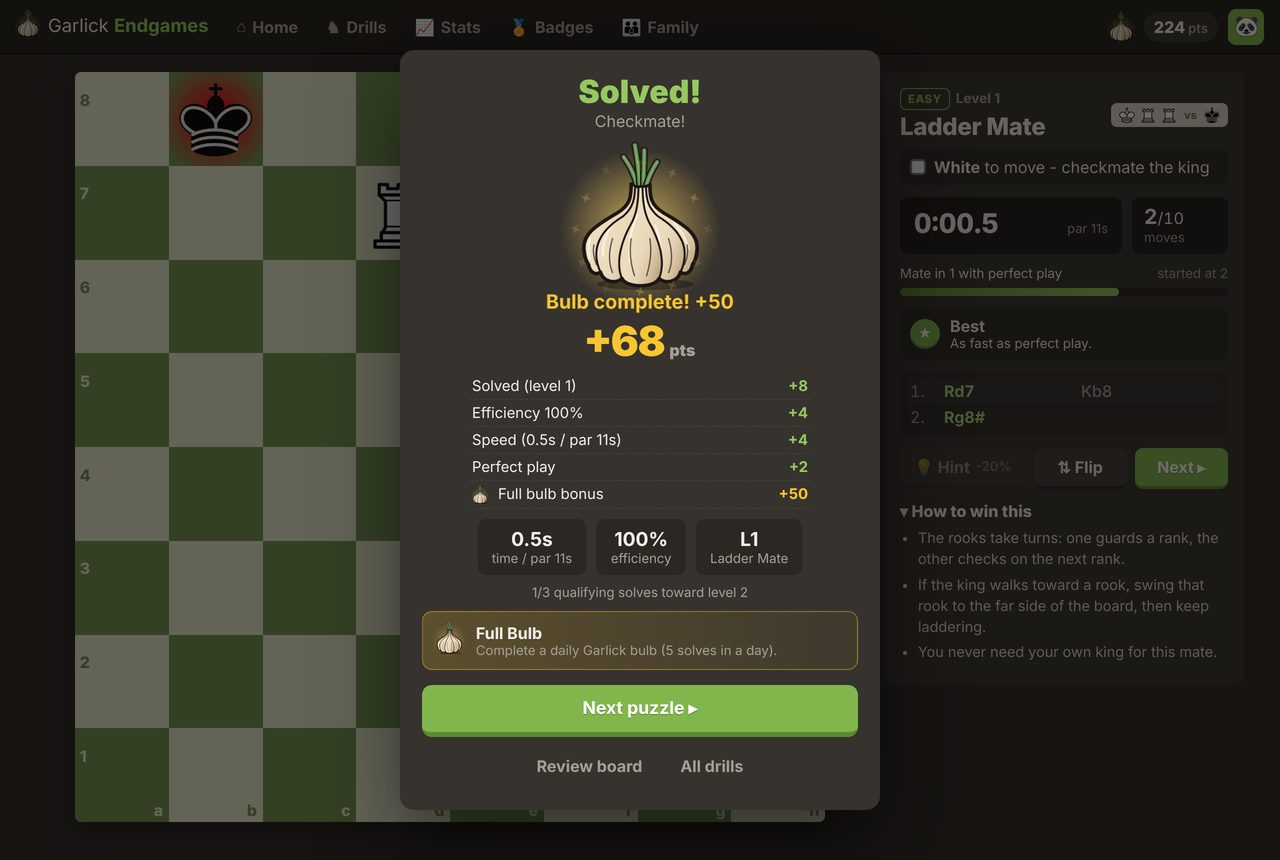 Garlick Endgames
Home
Drills
Stats
Badges
Family
224 pts
8
7
6
5
4
3
2
1
a
b
c
d
e
f
g
h
Solved!
Checkmate!
Bulb complete! +50
+68 pts
Solved (level 1) +8
Efficiency 100% +4
Speed (0.5s / par 11s) +4
Perfect play +2
Full bulb bonus +50
0.5s
time / par 11s
100%
efficiency
L1
Ladder Mate
1/3 qualifying solves toward level 2
Full Bulb
Complete a daily Garlick bulb (5 solves in a day).
Next puzzle ▸
Review board
All drills
EASY Level 1
Ladder Mate
vs
White to move - checkmate the king
0:00.5
par 11s
2/10
moves
Mate in 1 with perfect play
started at 2
Best
As fast as perfect play.
1. Rd7 Kb8
2. Rg8#
Hint -20%
Flip
Next ▸
▾ How to win this
• The rooks take turns: one guards a rank, the
other checks on the next rank.
• If the king walks toward a rook, swing that
rook to the far side of the board, then keep
laddering.
• You never need your own king for this mate.